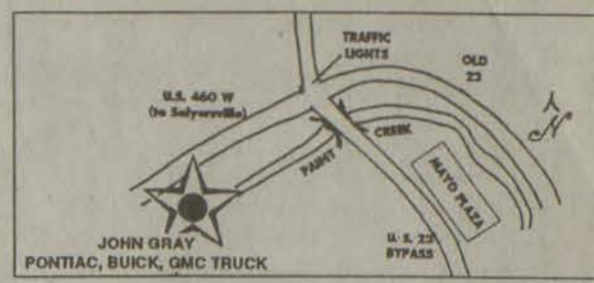 TRAFFIC
LIGHTS
OLD
23
U.S. 460 W
(to Salyersville)
N
CREEK
PAINT
MAYO PLAZA
U.S. 23
BYPASS
JOHN GRAY
PONTIAC, BUICK, GMC TRUCK